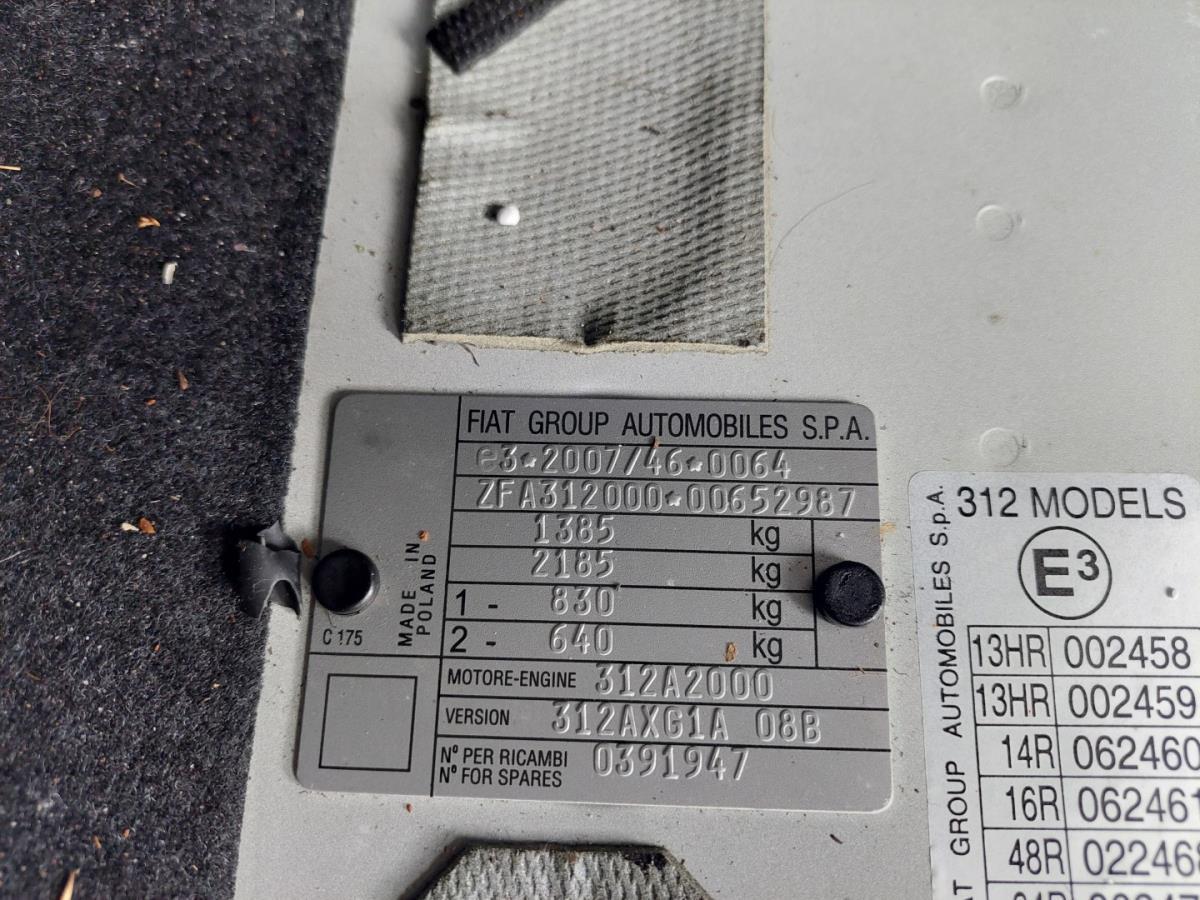 FIAT GROUP AUTOMOBILES S.P.A.
e3*2007/46*0064
ZFA312000*00652987
1385 kg
2185 kg
1 - 830 kg
2 - 640 kg
MADE IN
POLAND
C 175
MOTORE-ENGINE 312A2000
VERSION 312AXG1A 08B
N° PER RICAMBI
N° FOR SPARES
0391947
312 MODELS
E3
GROUP AUTOMOBILES S.p.A.
13HR 002458
13HR 002459
14R 062460
16R 062461
48R 022468